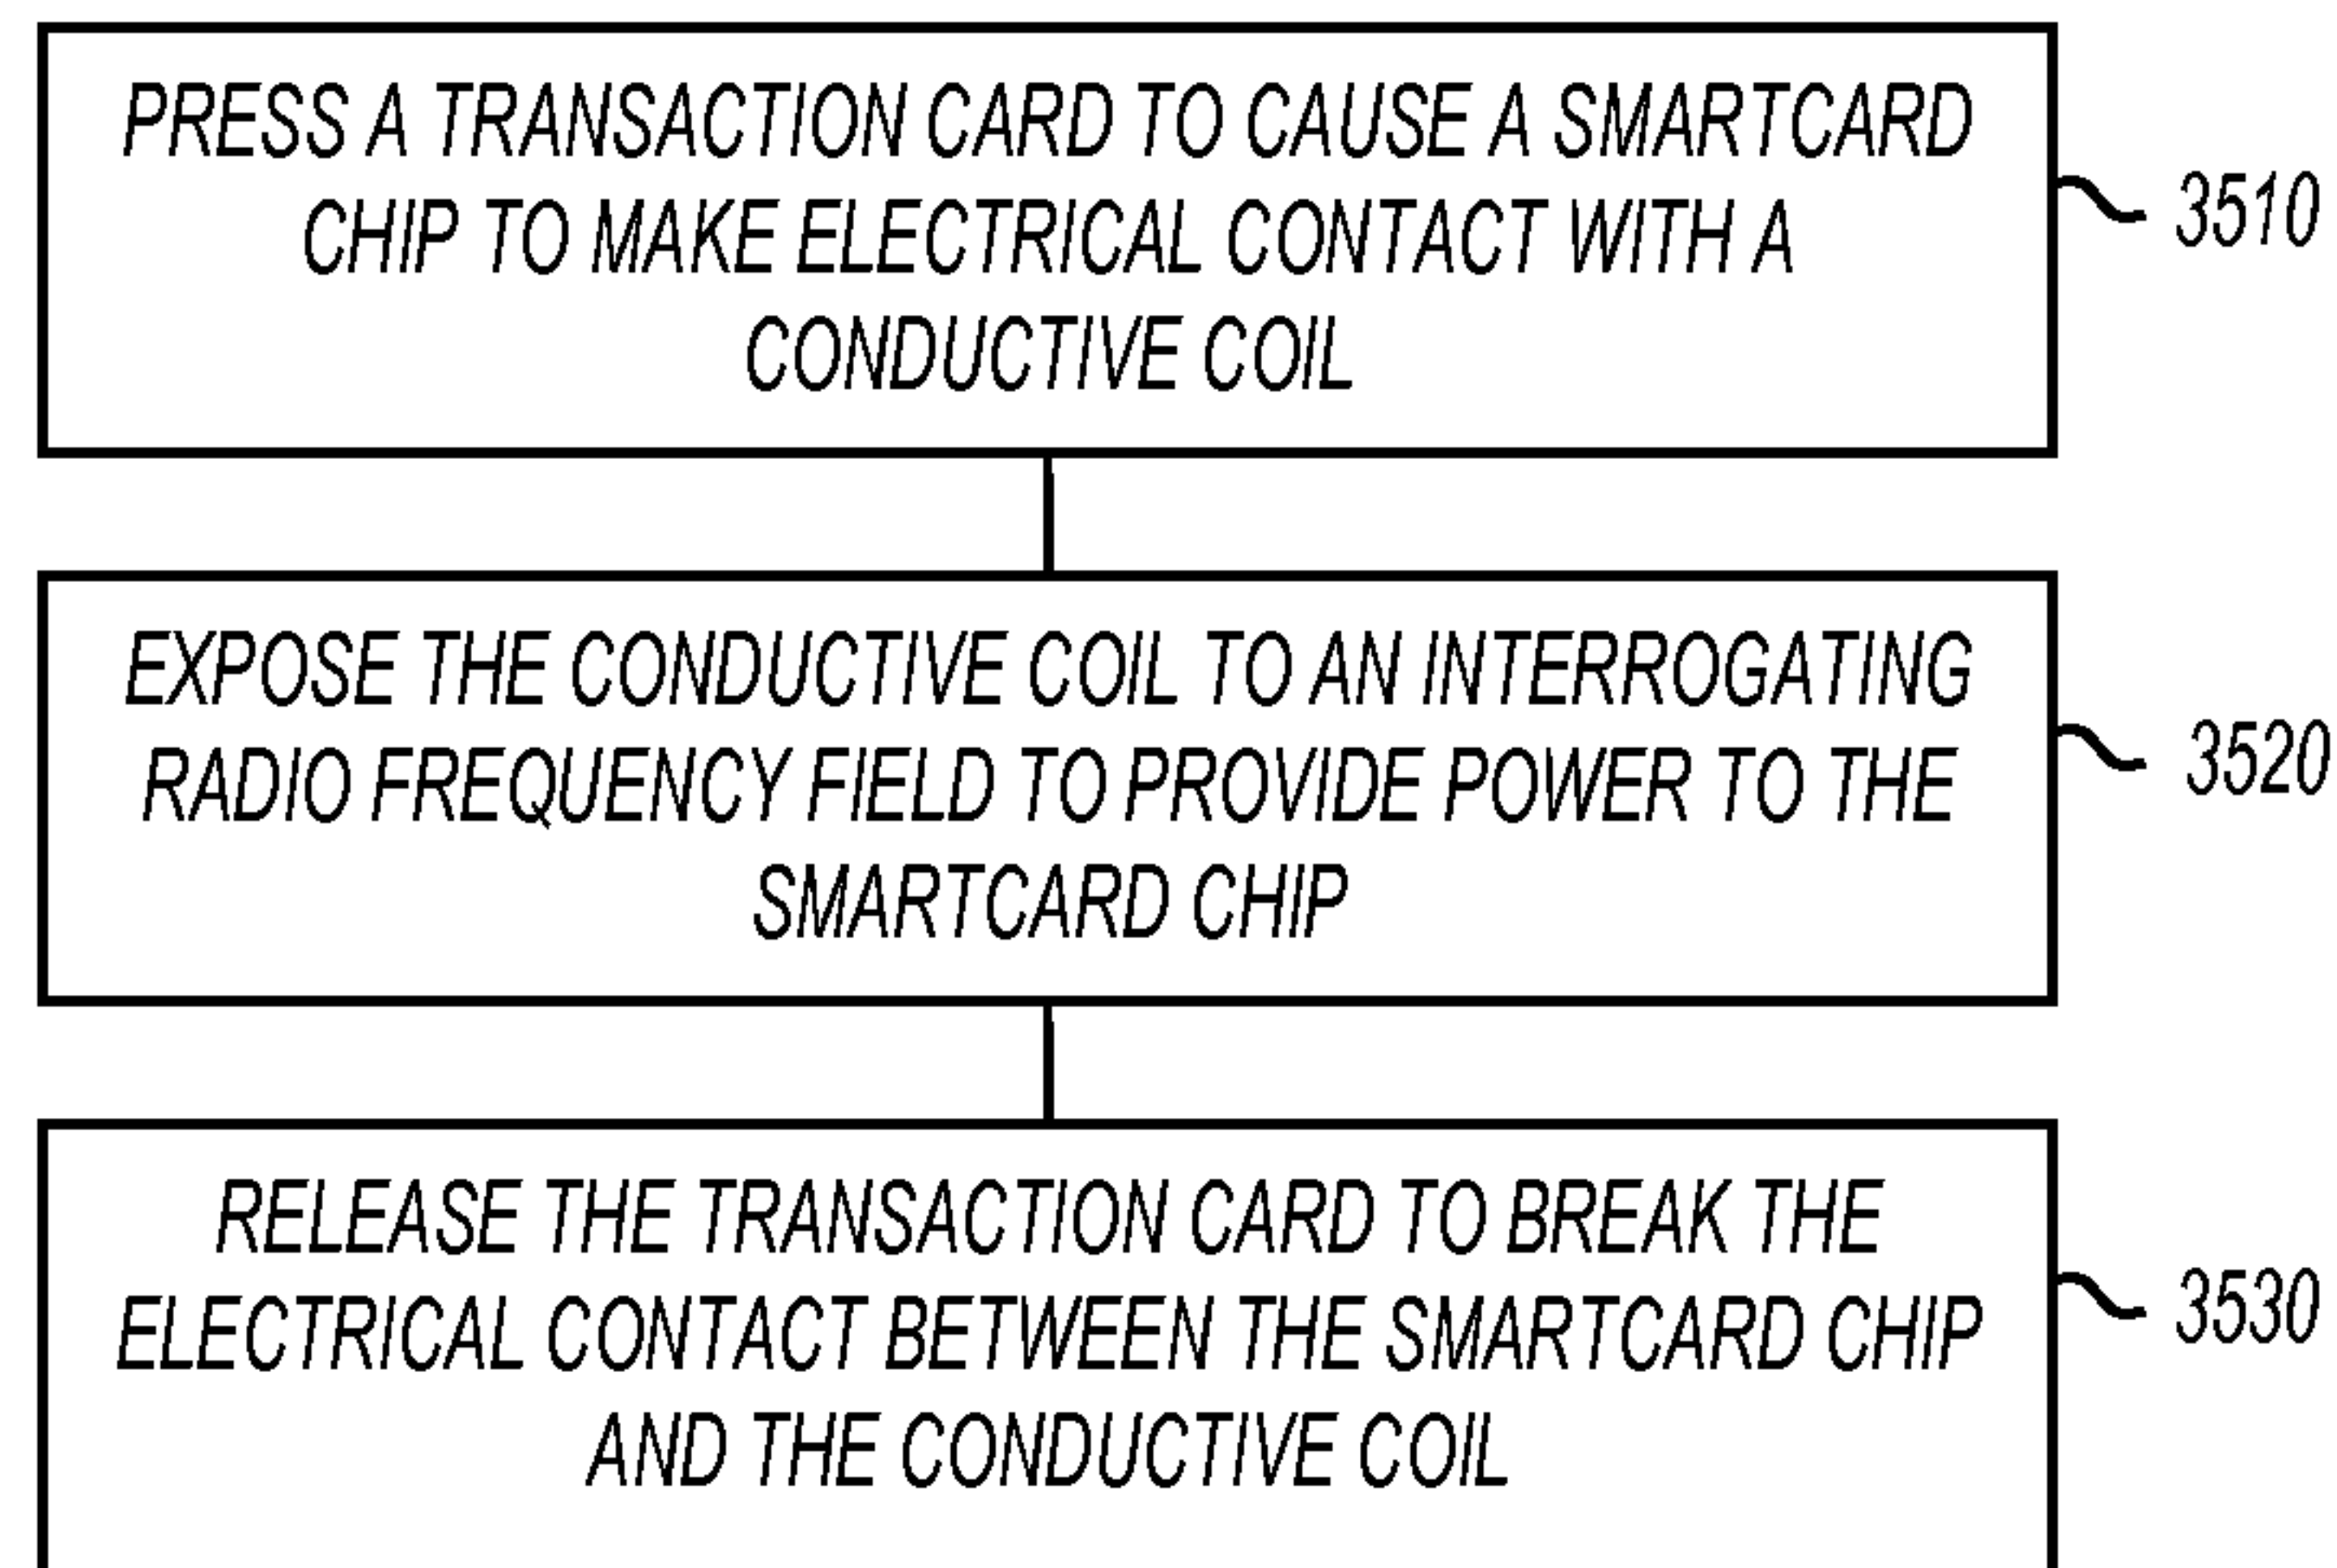 PRESS A TRANSACTION CARD TO CAUSE A SMARTCARD
CHIP TO MAKE ELECTRICAL CONTACT WITH A
CONDUCTIVE COIL
3510
EXPOSE THE CONDUCTIVE COIL TO AN INTERROGATING
RADIO FREQUENCY FIELD TO PROVIDE POWER TO THE
SMARTCARD CHIP
3520
RELEASE THE TRANSACTION CARD TO BREAK THE
ELECTRICAL CONTACT BETWEEN THE SMARTCARD CHIP
AND THE CONDUCTIVE COIL
3530